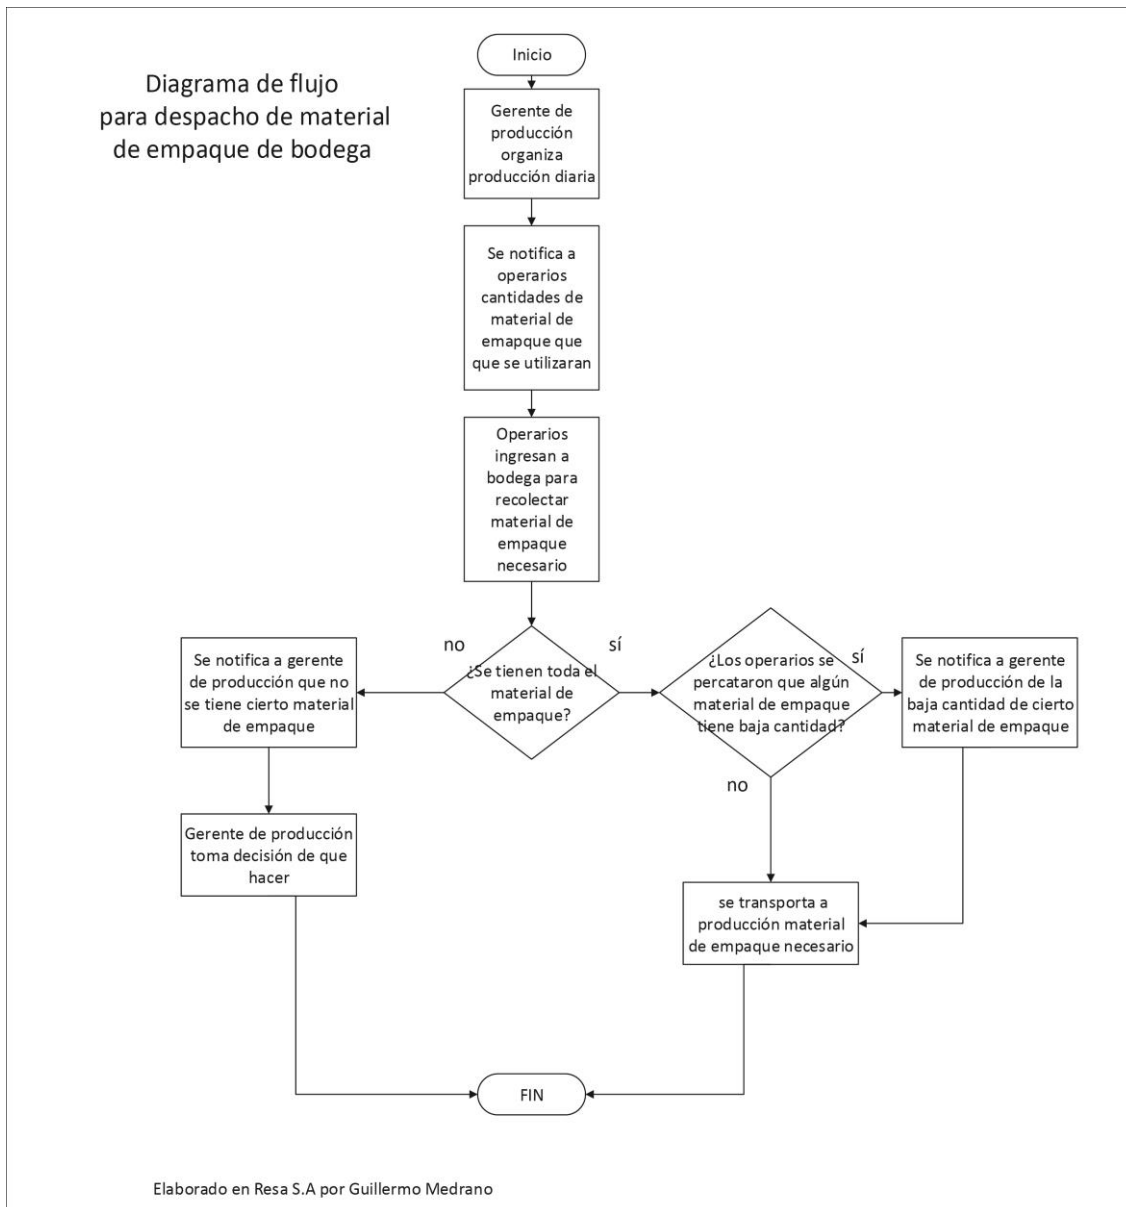 Inicio
Diagrama de flujo
para despacho de material
de empaque de bodega
Gerente de
producción
organiza
producción diaria
Se notifica a
operarios
cantidades de
material de
emapque que
que se utilizaran
Operarios
ingresan a
bodega para
recolectar
material de
empaque
necesario
no
sí
¿Se tienen toda el
material de
empaque?
Se notifica a gerente
de producción que no
se tiene cierto material
de empaque
¿Los operarios se
percataron que algún
material de empaque
tiene baja cantidad?
sí
no
Se notifica a gerente
de producción de la
baja cantidad de cierto
material de empaque
Gerente de producción
toma decisión de que
hacer
se transporta a
producción material
de empaque necesario
FIN
Elaborado en Resa S.A por Guillermo Medrano